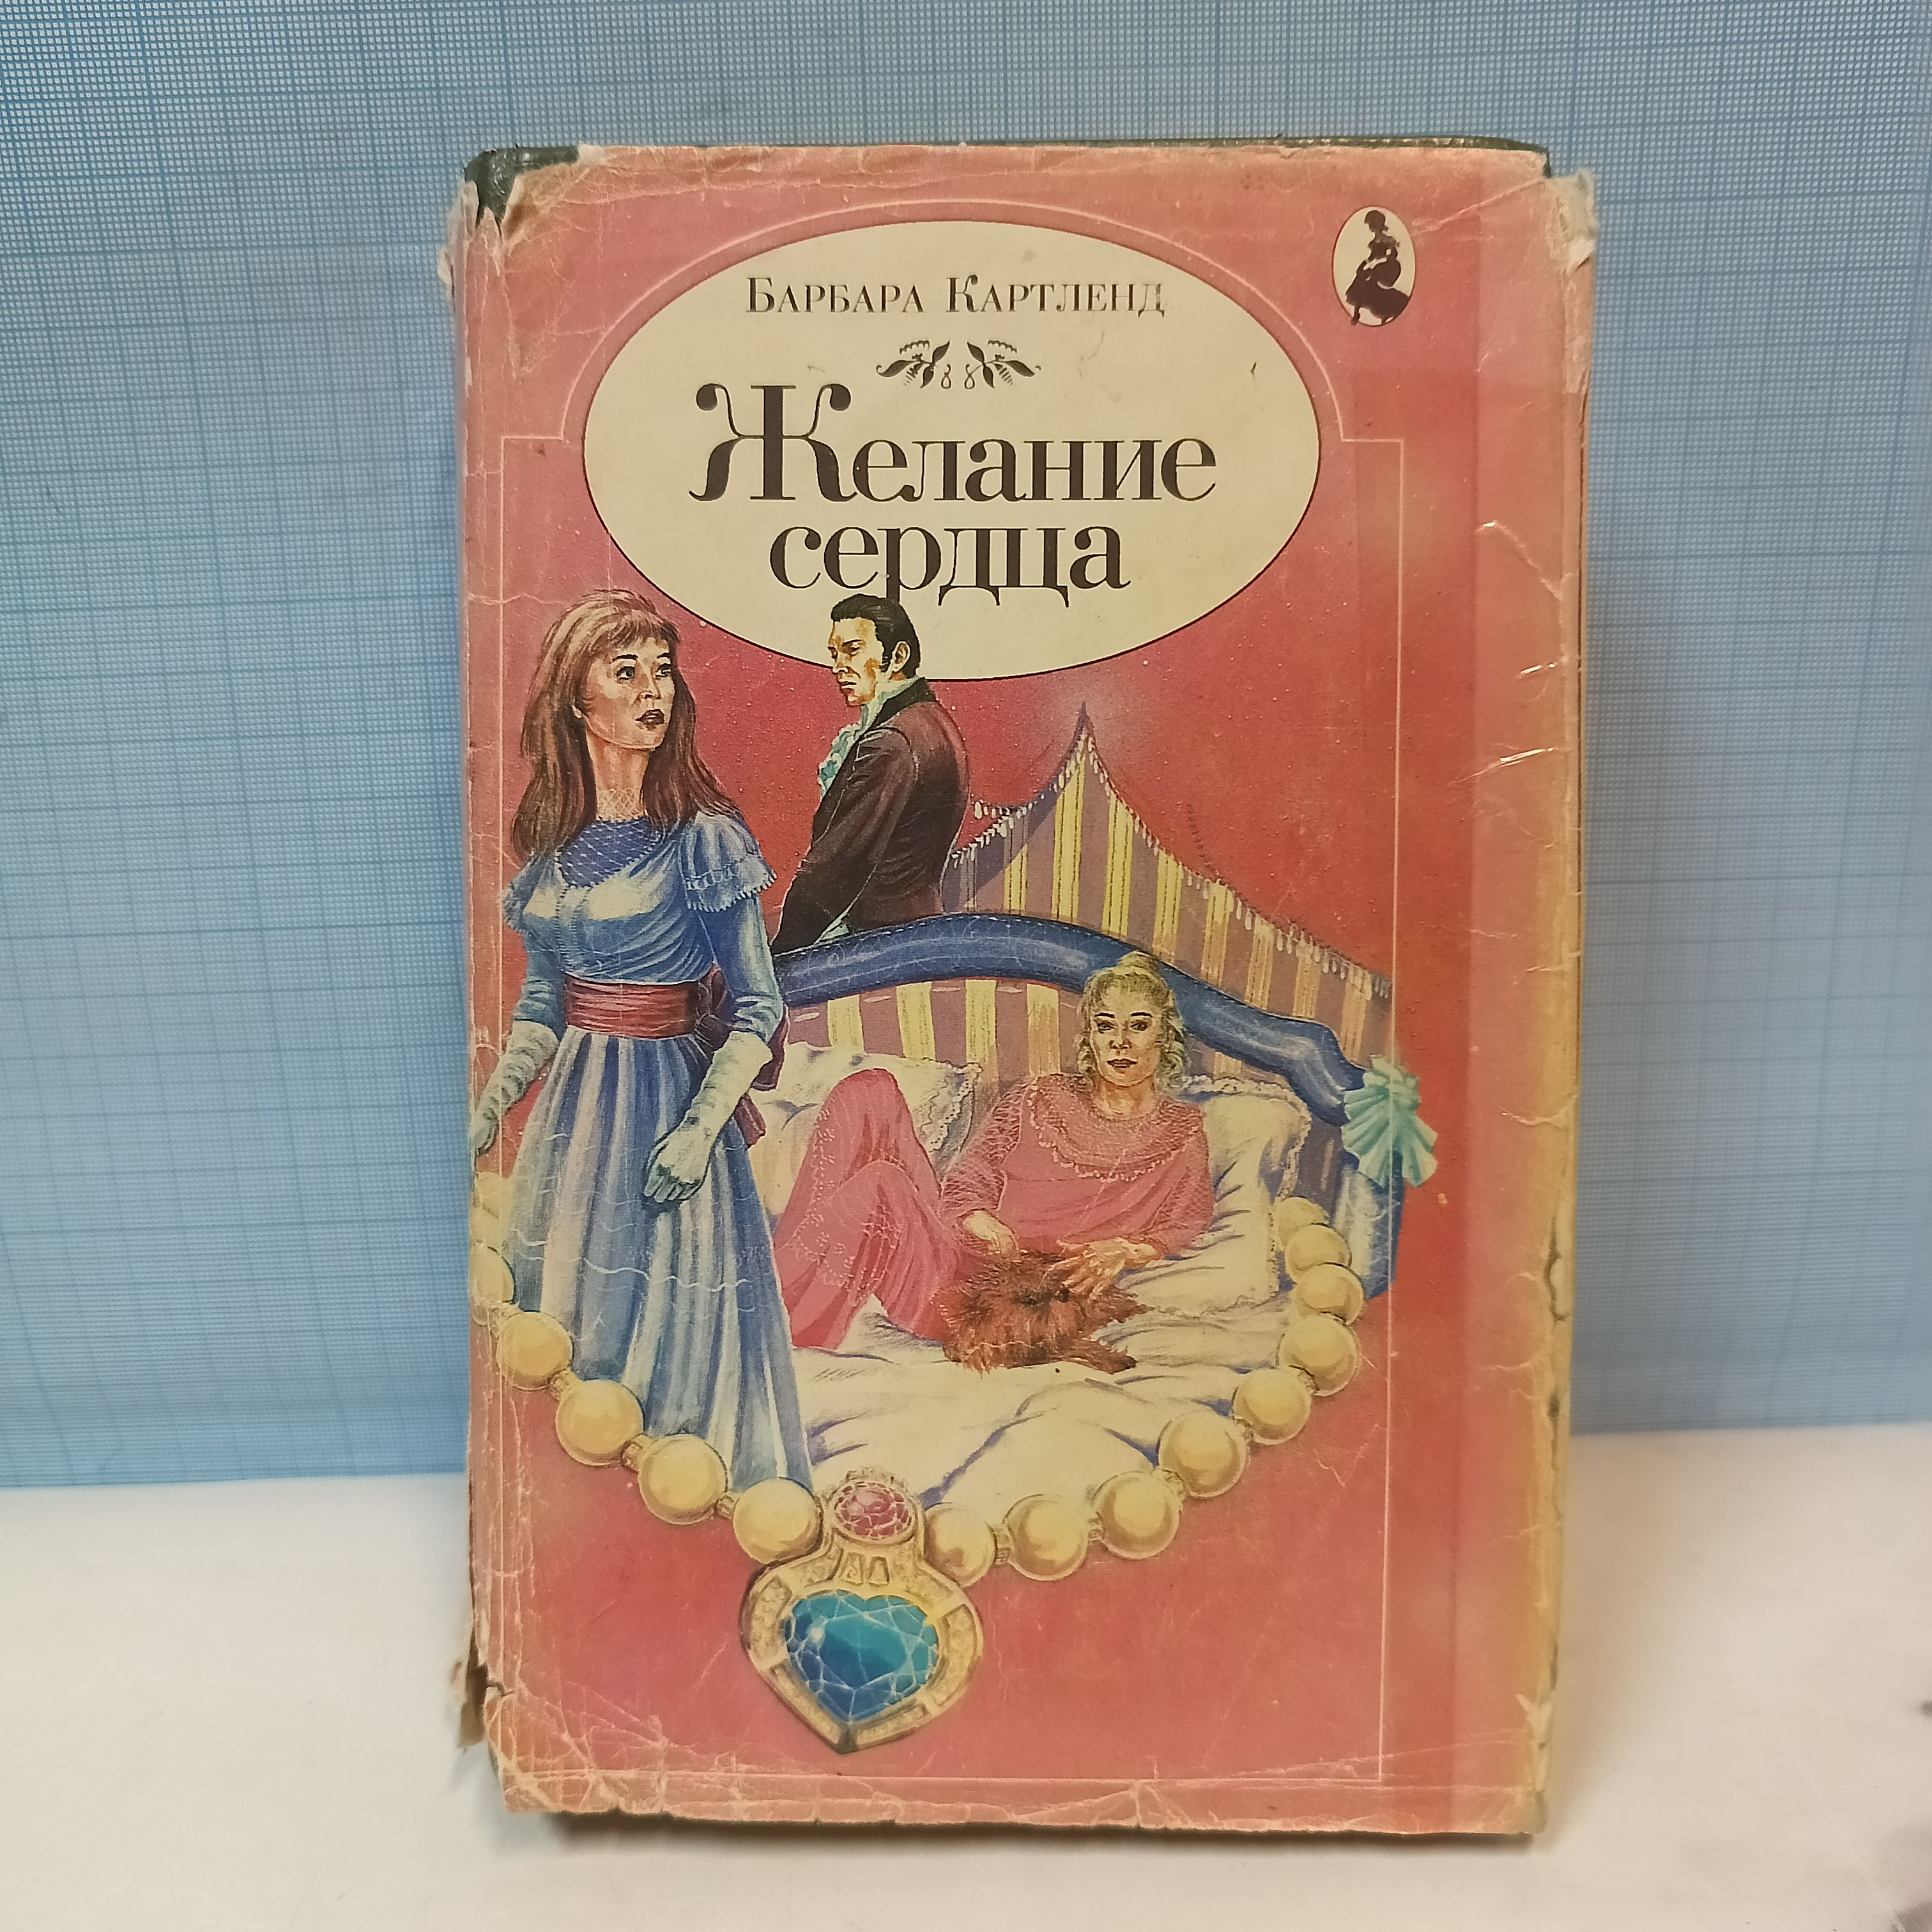 Барбара Картленд
Желание
сердца